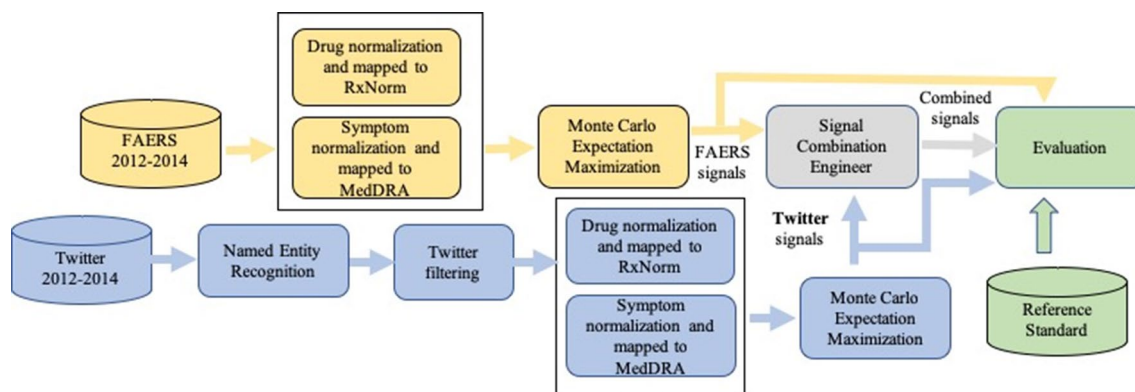 Drug normalization
and mapped to
RxNorm
FAERS
2012-2014
Symptom
normalization and
mapped to
MedDRA
Monte Carlo
Expectation
Maximization
FAERS
signals
Signal
Combination
Engineer
Combined
signals
Evaluation
Twitter
2012-2014
Named Entity
Recognition
Twitter
filtering
Drug normalization
and mapped to
RxNorm
Symptom
normalization and
mapped to
MedDRA
Twitter
signals
Monte Carlo
Expectation
Maximization
Reference
Standard